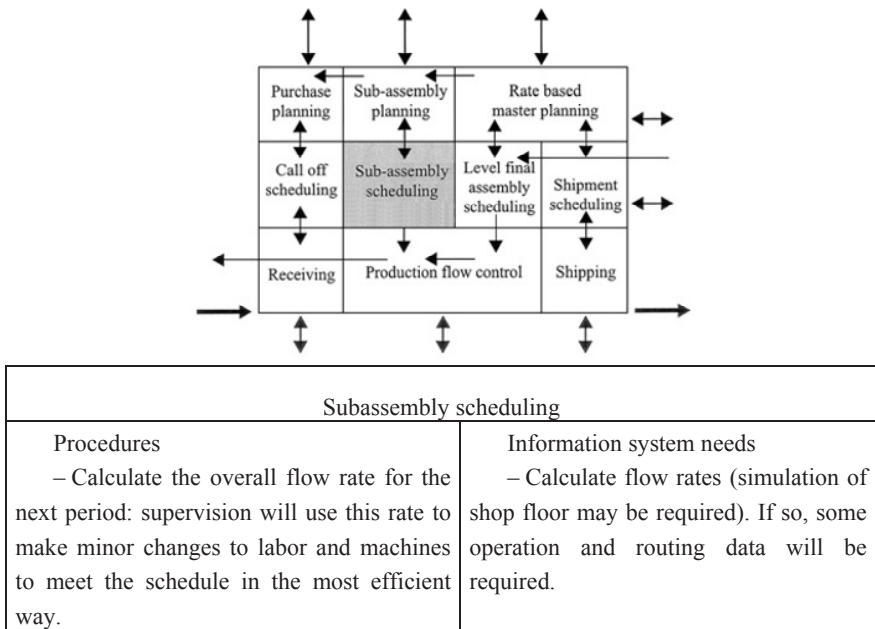 Purchase
planning
Sub-assembly
planning
Rate based
master planning
Call off
scheduling
Sub-assembly
scheduling
Level final
assembly
scheduling
Shipment
scheduling
Receiving
Production flow control
Shipping
Subassembly scheduling
Procedures
– Calculate the overall flow rate for the
next period: supervision will use this rate to
make minor changes to labor and machines
to meet the schedule in the most efficient
way.
Information system needs
– Calculate flow rates (simulation of
shop floor may be required). If so, some
operation and routing data will be
required.